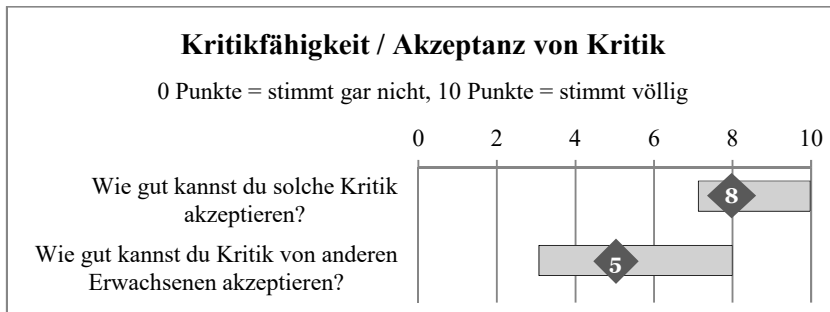 Kritikfähigkeit / Akzeptanz von Kritik
0 Punkte = stimmt gar nicht, 10 Punkte = stimmt völlig
0 2 4 6 8 10
Wie gut kannst du solche Kritik
akzeptieren?
8
Wie gut kannst du Kritik von anderen
Erwachsenen akzeptieren?
5